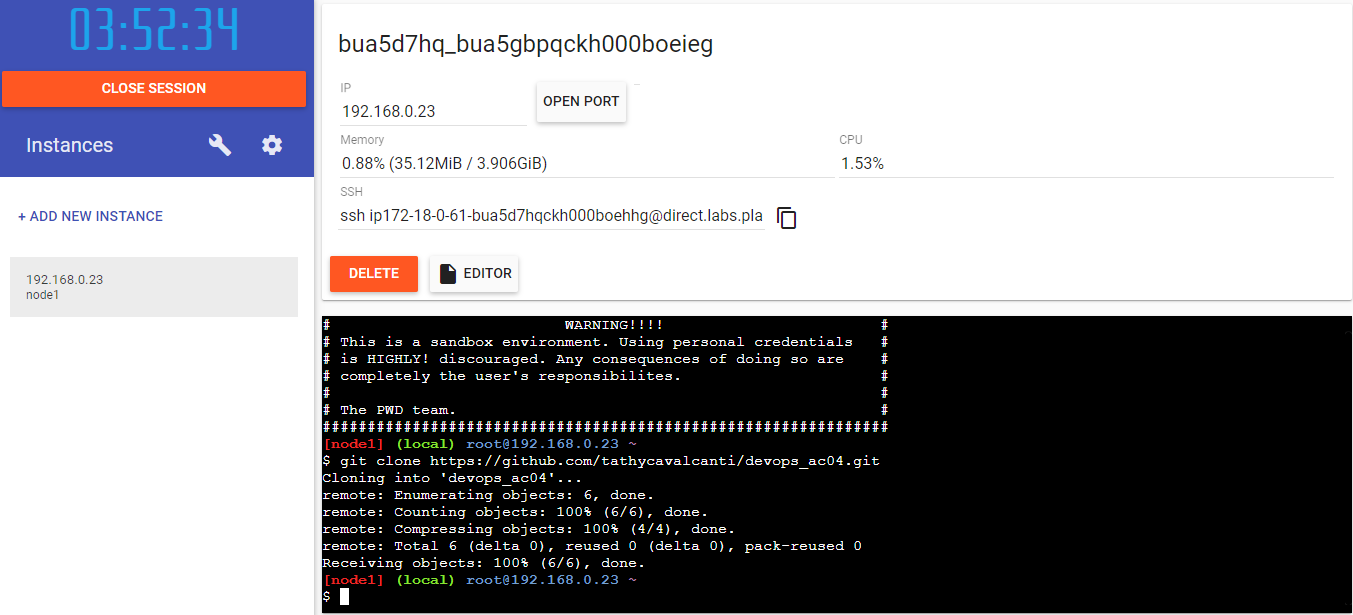 03:52:34
CLOSE SESSION
Instances
+ ADD NEW INSTANCE
192.168.0.23
node1
bua5d7hq_bua5gbpqckh000boeieg
IP
192.168.0.23
OPEN PORT
Memory
0.88% (35.12MiB / 3.906GiB)
CPU
1.53%
SSH
ssh ip172-18-0-61-bua5d7hqckh000boehhg@direct.labs.pla
DELETE
EDITOR
# WARNING!!!! #
# This is a sandbox environment. Using personal credentials #
# is HIGHLY! discouraged. Any consequences of doing so are #
# completely the user's responsibilites. #
# #
# The PWD team. #
###############################################################
[node1] (local) root@192.168.0.23 ~
$ git clone https://github.com/tathycavalcanti/devops_ac04.git
Cloning into 'devops_ac04'...
remote: Enumerating objects: 6, done.
remote: Counting objects: 100% (6/6), done.
remote: Compressing objects: 100% (4/4), done.
remote: Total 6 (delta 0), reused 0 (delta 0), pack-reused 0
Receiving objects: 100% (6/6), done.
[node1] (local) root@192.168.0.23 ~
$